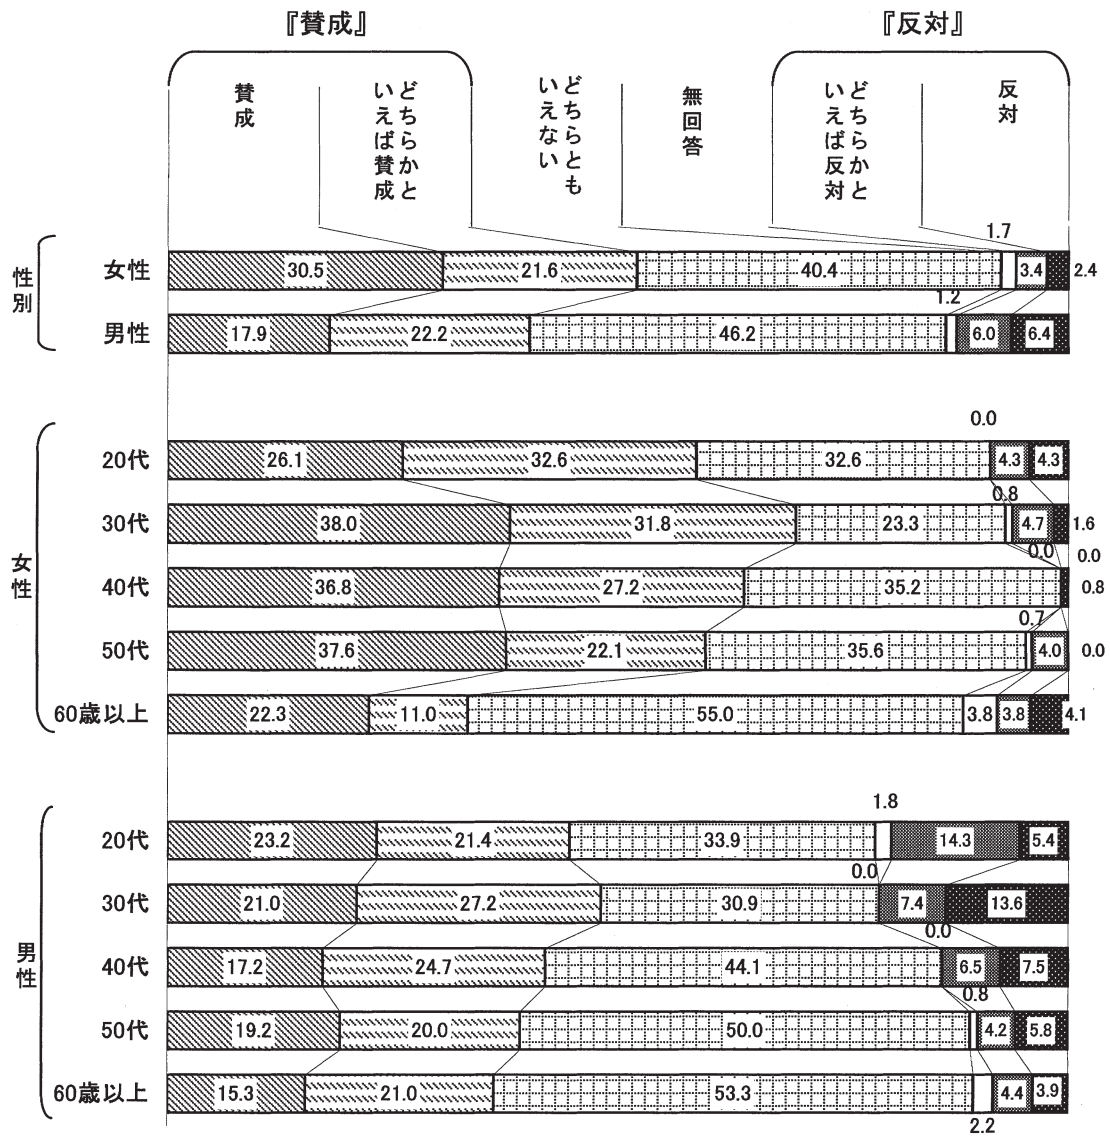 『賛成』
『反対』
賛成
どちらかと
いえば賛成
どちらとも
いえない
無回答
どちらかと
いえば反対
反対
性別
1.7
女性 30.5 21.6 40.4 3.4 2.4
1.2
男性 17.9 22.2 46.2 6.0 6.4
女性
0.0
20代 26.1 32.6 32.6 4.3 4.3
0.8
30代 38.0 31.8 23.3 4.7 1.6
0.0 0.0
40代 36.8 27.2 35.2 0.8
0.7
50代 37.6 22.1 35.6 4.0 0.0
60歳以上 22.3 11.0 55.0 3.8 3.8 4.1
男性
1.8
20代 23.2 21.4 33.9 14.3 5.4
0.0
30代 21.0 27.2 30.9 7.4 13.6
0.0
40代 17.2 24.7 44.1 6.5 7.5
0.8
50代 19.2 20.0 50.0 4.2 5.8
60歳以上 15.3 21.0 53.3 4.4 3.9
2.2